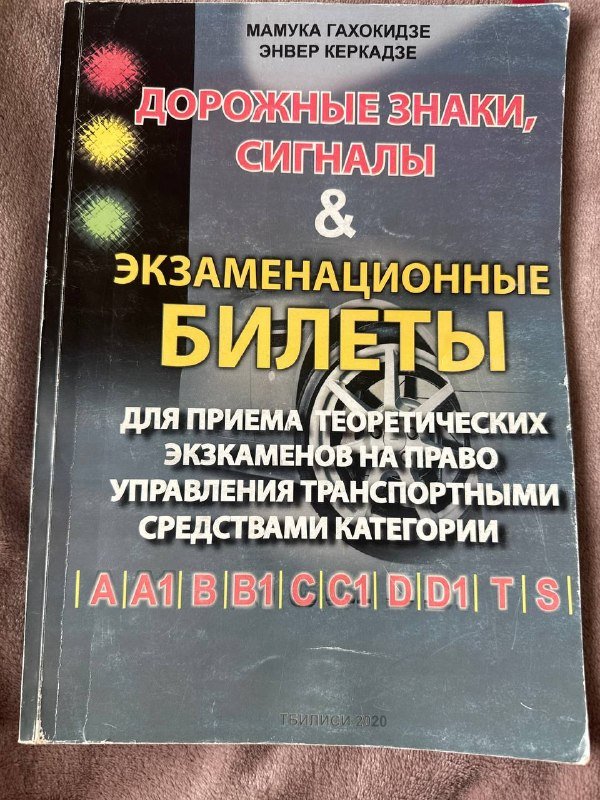 МАМУКА ГАХОКИДЗЕ
ЭНВЕР КЕРКАДЗЕ
ДОРОЖНЫЕ ЗНАКИ,
СИГНАЛЫ
&
ЭКЗАМЕНАЦИОННЫЕ
БИЛЕТЫ
ДЛЯ ПРИЕМА ТЕОРЕТИЧЕСКИХ
ЭКЗКАМЕНОВ НА ПРАВО
УПРАВЛЕНИЯ ТРАНСПОРТНЫМИ
СРЕДСТВАМИ КАТЕГОРИИ
|A|A1|B|B1|C|C1|D|D1|T|S|
ТБИЛИСИ 2020